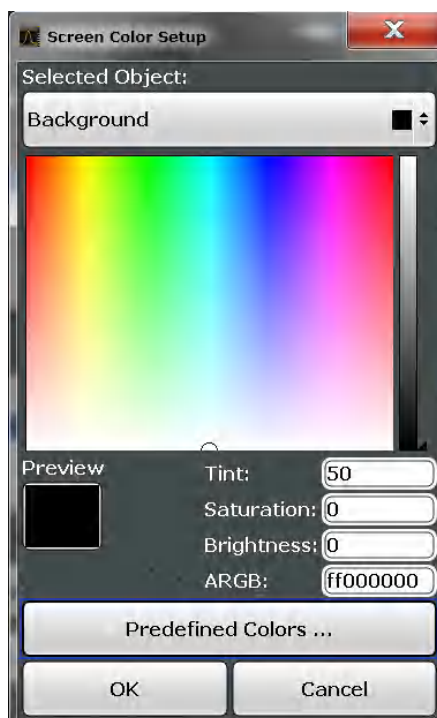 Screen Color Setup
Selected Object:
Background
Preview
Tint: 50
Saturation: 0
Brightness: 0
ARGB: ff000000
Predefined Colors ...
OK Cancel